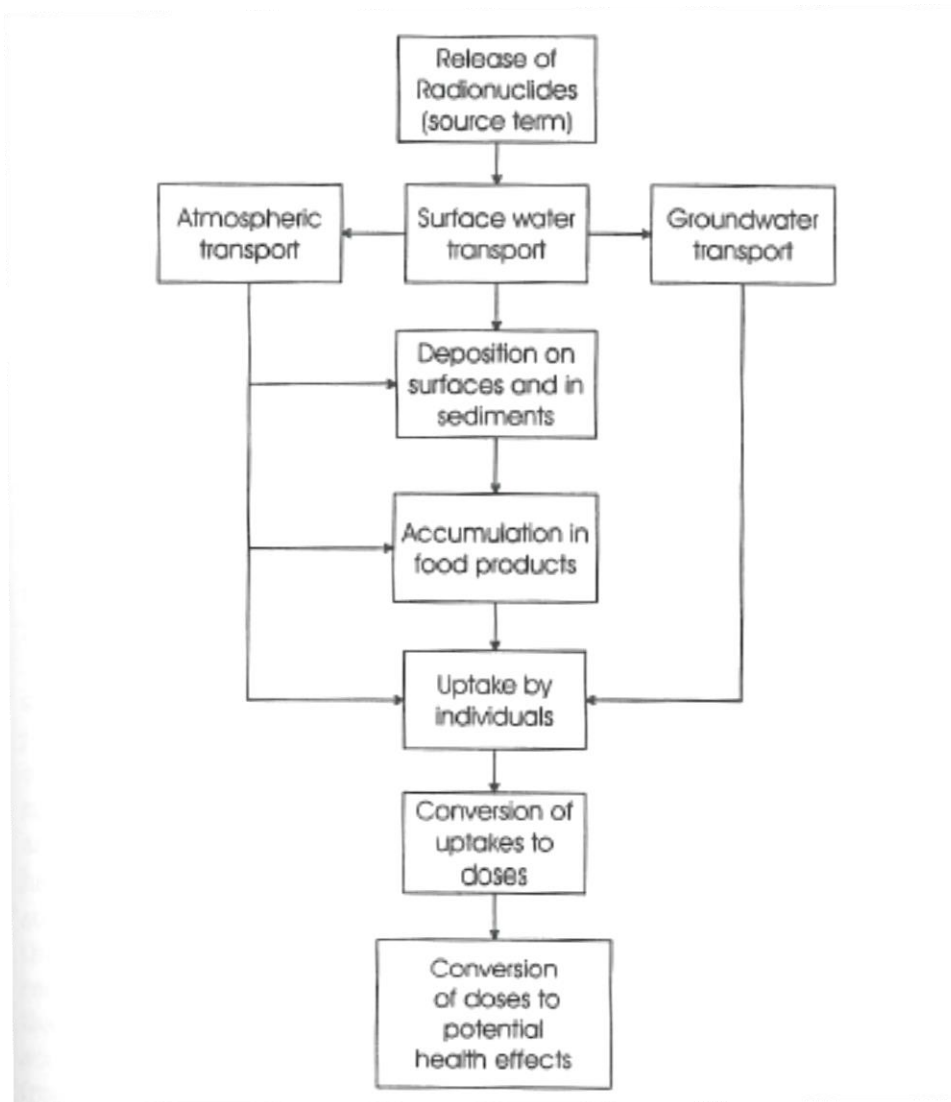 Release of
Radionuclides
(source term)
Atmospheric
transport
Surface water
transport
Groundwater
transport
Deposition on
surfaces and in
sediments
Accumulation in
food products
Uptake by
individuals
Conversion of
uptakes to
doses
Conversion
of doses to
potential
health effects